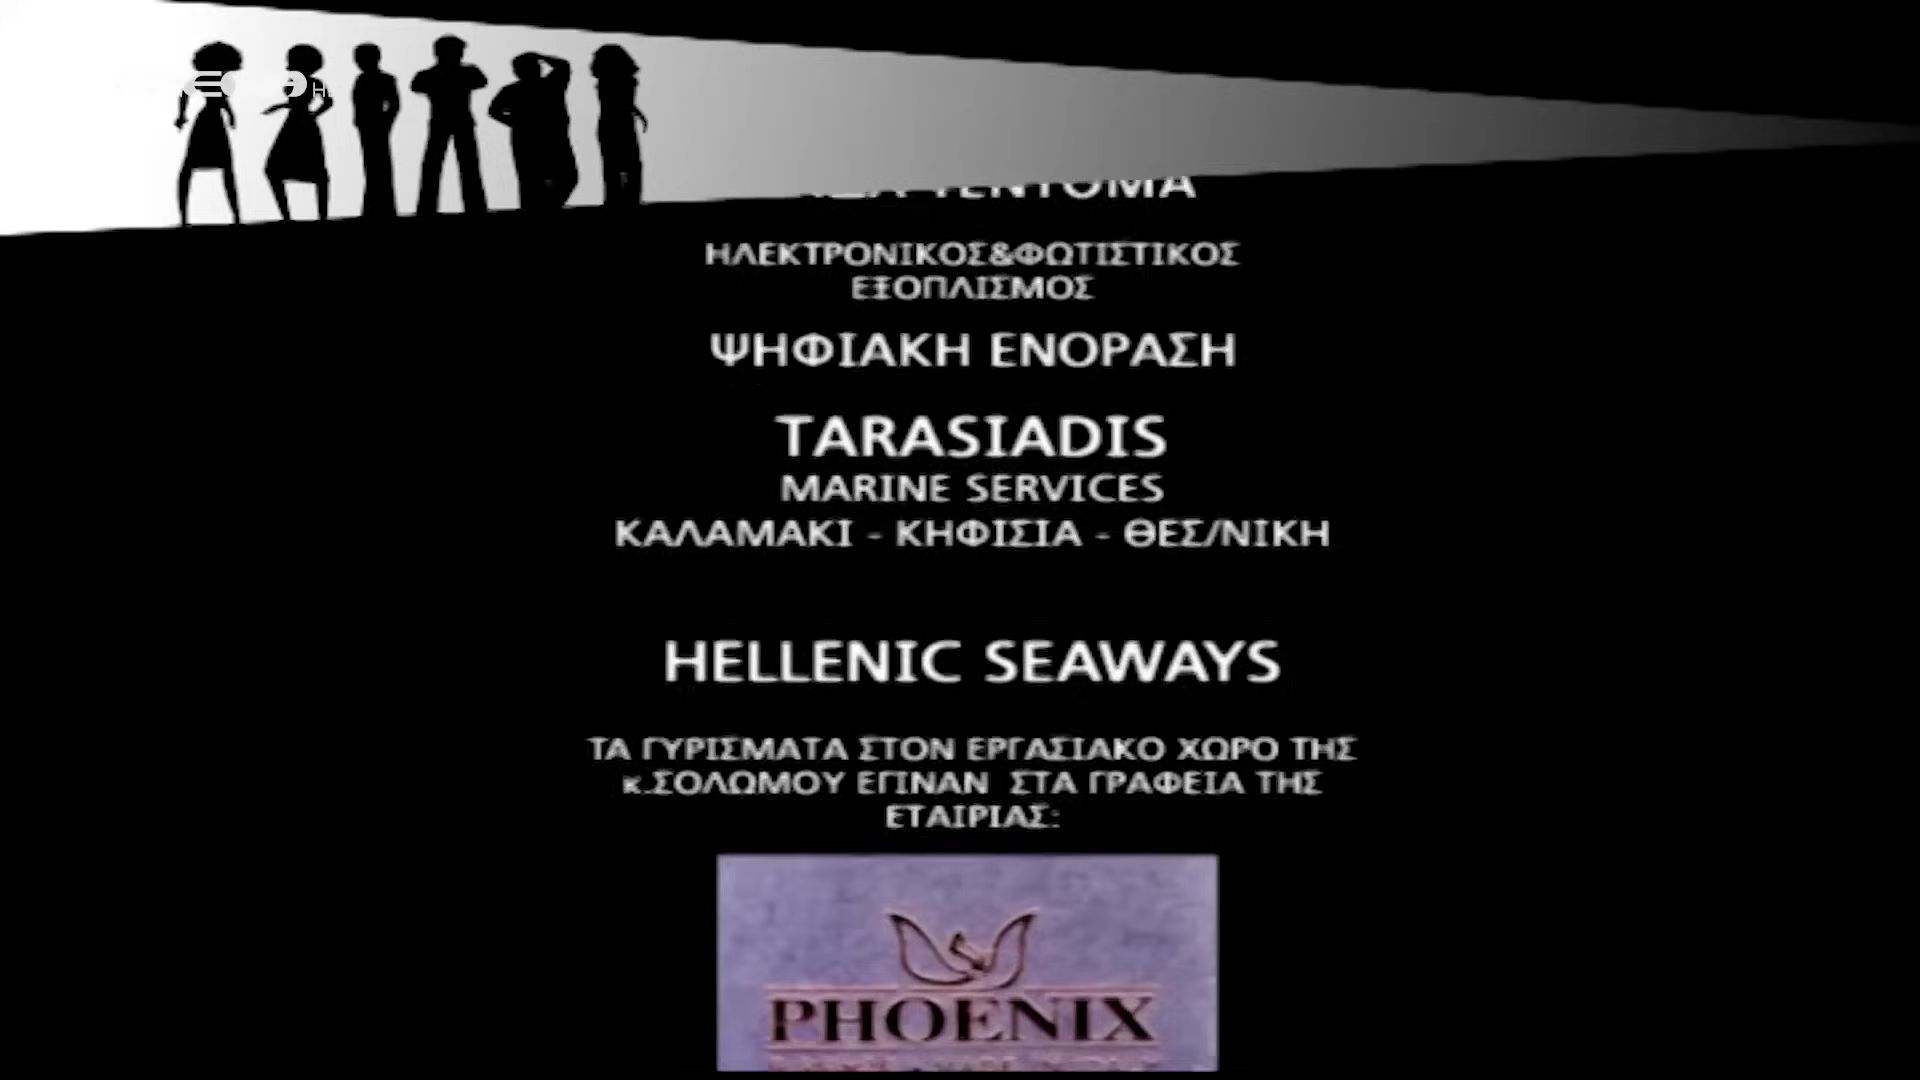 ΗΛΕΚΤΡΟΝΙΚΟΣ&ΦΩΤΙΣΤΙΚΟΣ
ΕΞΟΠΛΙΣΜΟΣ
ΨΗΦΙΑΚΗ ΕΝΟΡΑΣΗ
TARASIADIS
MARINE SERVICES
ΚΑΛΑΜΑΚΙ - ΚΗΦΙΣΙΑ - ΘΕΣ/ΝΙΚΗ
HELLENIC SEAWAYS
ΤΑ ΓΥΡΙΣΜΑΤΑ ΣΤΟΝ ΕΡΓΑΣΙΑΚΟ ΧΩΡΟ ΤΗΣ
κ.ΣΟΛΩΜΟΥ ΕΓΙΝΑΝ ΣΤΑ ΓΡΑΦΕΙΑ ΤΗΣ
ΕΤΑΙΡΙΑΣ:
PHOENIX